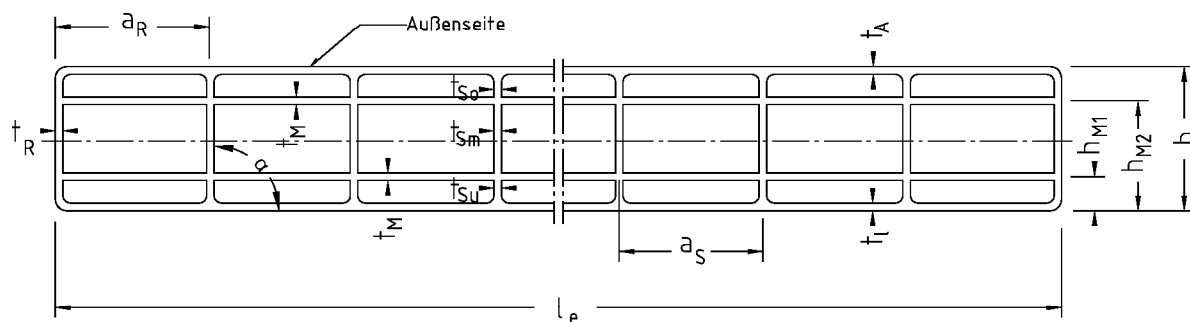 a_R
Außenseite
t_A
t_So
t_R
t_M
t_Sm
h_M1
h_M2
h
α
t_Su
t_M
a_S
t_I
l_e